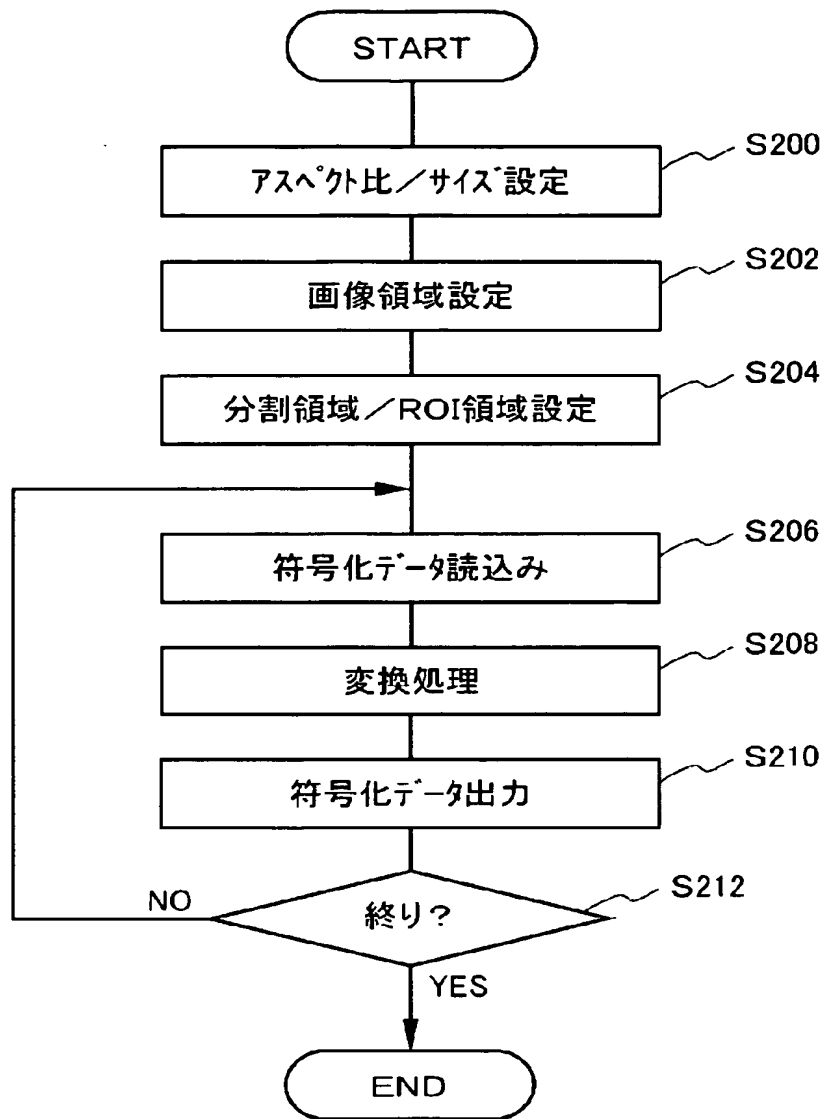 START
S200
アスペクト比／サイズ設定
S202
画像領域設定
S204
分割領域／ROI領域設定
S206
符号化データ読込み
S208
変換処理
S210
符号化データ出力
S212
終り？
NO
YES
END